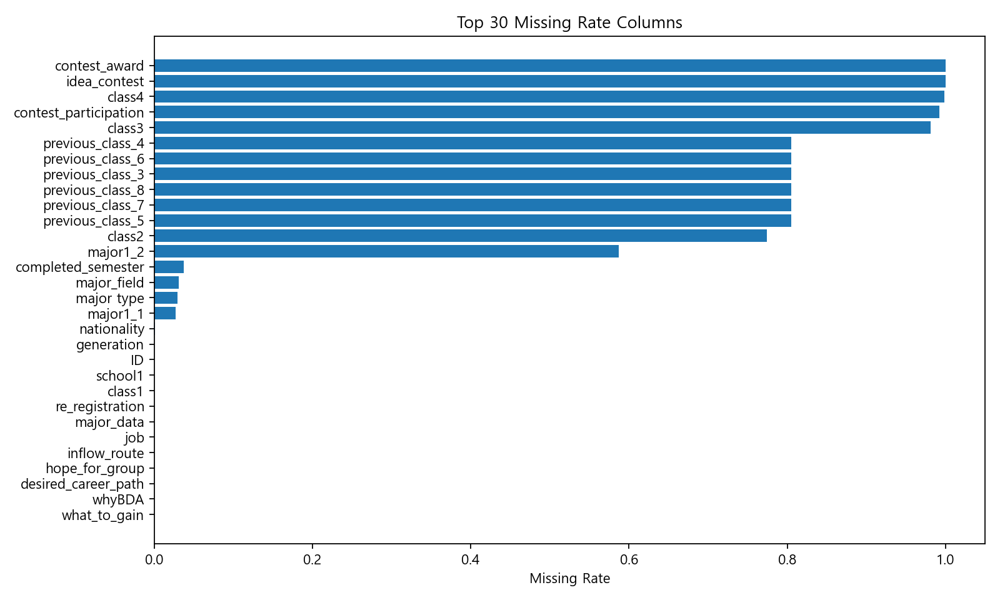 Top 30 Missing Rate Columns
contest_award
idea_contest
class4
contest_participation
class3
previous_class_4
previous_class_6
previous_class_3
previous_class_8
previous_class_7
previous_class_5
class2
major1_2
completed_semester
major_field
major type
major1_1
nationality
generation
ID
school1
class1
re_registration
major_data
job
inflow_route
hope_for_group
desired_career_path
whyBDA
what_to_gain
0.0 0.2 0.4 0.6 0.8 1.0
Missing Rate